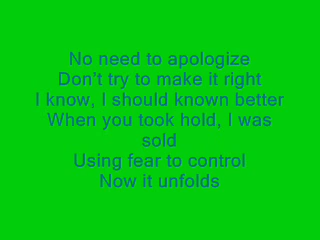 No need to apologize
Don't try to make it right
I know, I should known better
When you took hold, I was
sold
Using fear to control
Now it unfolds